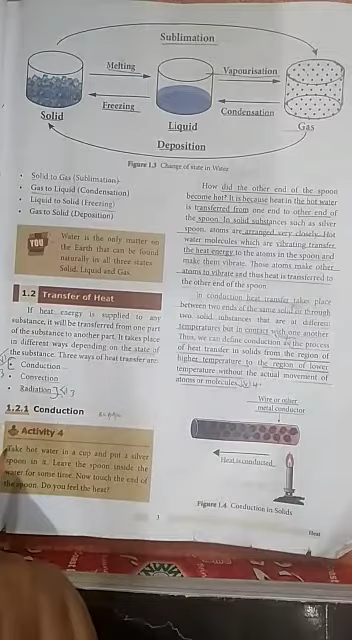 Sublimation
Melting
Vapourisation
Freezing
Condensation
Solid
Liquid
Gas
Deposition
Figure 1.3 Change of state in Water
• Solid to Gas (Sublimation)
• Gas to Liquid (Condensation)
• Liquid to Solid (Freezing)
• Gas to Solid (Deposition)
YOU
Water is the only matter on
the Earth that can be found
naturally in all three states
Solid, Liquid and Gas.
1.2 Transfer of Heat
If heat energy is supplied to any
substance, it will be transferred from one part
of the substance to another part. It takes place
in different ways depending on the state of
the substance. Three ways of heat transfer are:
Conduction
• Convection
• Radiation
1.2.1 Conduction
Activity 4
Take hot water in a cup and put a silver
spoon in it. Leave the spoon inside the
water for some time. Now touch the end of
the spoon. Do you feel the heat?
How did the other end of the spoon
become hot? It is because heat in the hot water
is transferred from one end to other end of
the spoon. In solid substances such as silver
spoon, atoms are arranged very closely. Hot
water molecules which are vibrating transfer
the heat energy to the atoms in the spoon and
make them vibrate. Those atoms make other
atoms to vibrate and thus heat is transferred to
the other end of the spoon.
In conduction heat transfer takes place
between two ends of the same solid or through
two solid substances that are at different
temperatures but in contact with one another.
Thus, we can define conduction as the process
of heat transfer in solids from the region of
higher temperature to the region of lower
temperature without the actual movement of
atoms or molecules.
Wire or other
metal conductor
Heat is conducted
Figure 1.4 Conduction in Solids
3
Heat